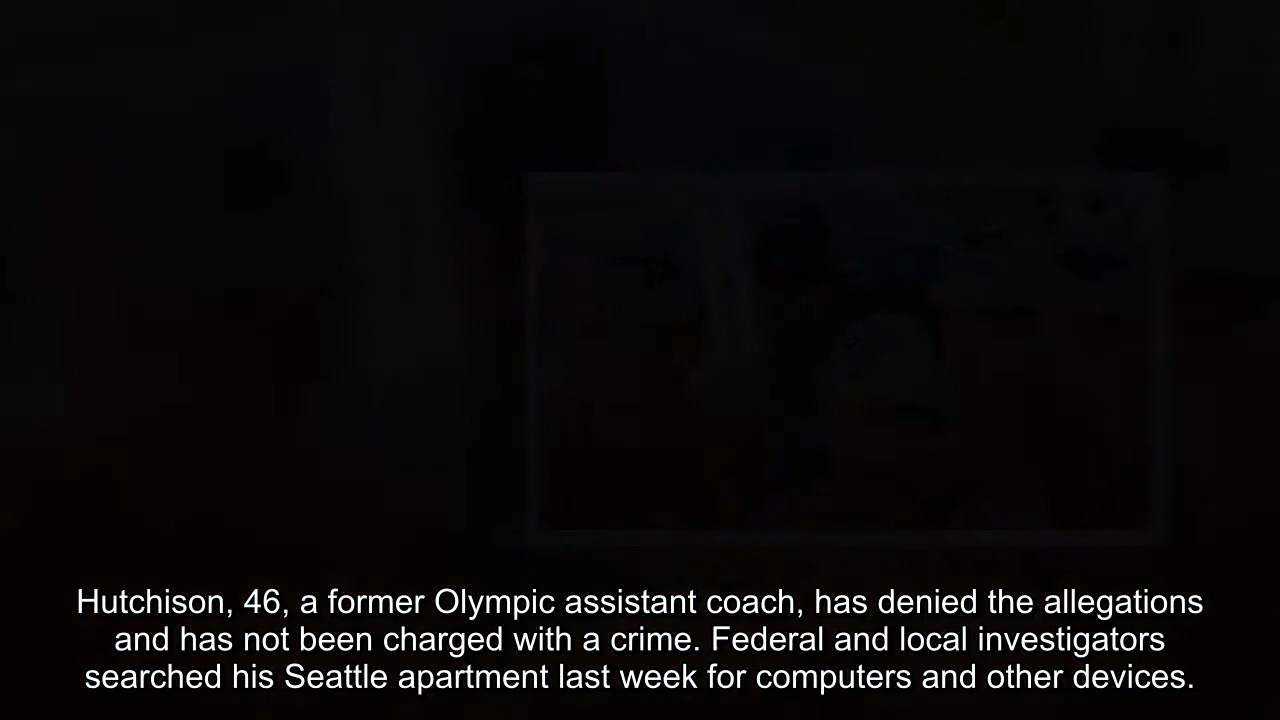 Hutchison, 46, a former Olympic assistant coach, has denied the allegations
and has not been charged with a crime. Federal and local investigators
searched his Seattle apartment last week for computers and other devices.